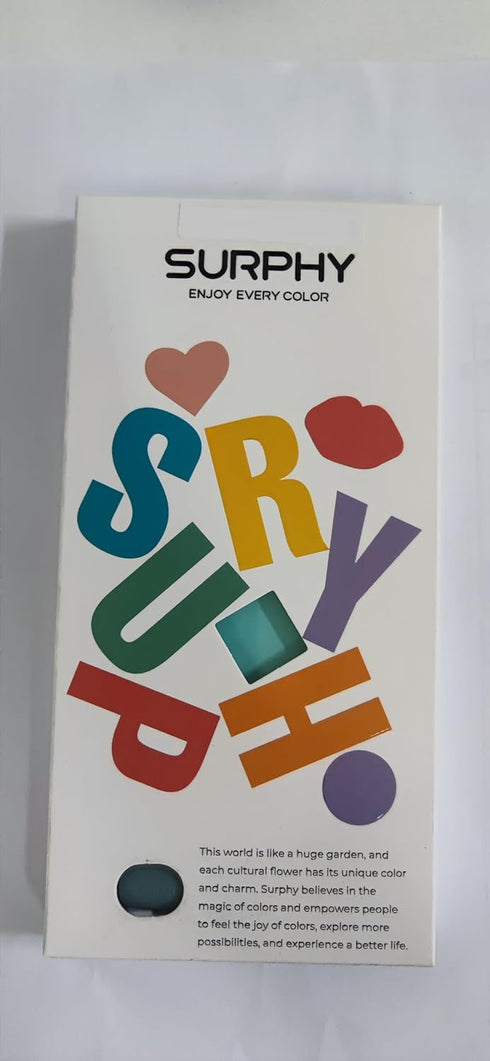 SURPHY
ENJOY EVERY COLOR
S R
U Y
P H
This world is like a huge garden, and
each cultural flower has its unique color
and charm. Surphy believes in the
magic of colors and empowers people
to feel the joy of colors, explore more
possibilities, and experience a better life.